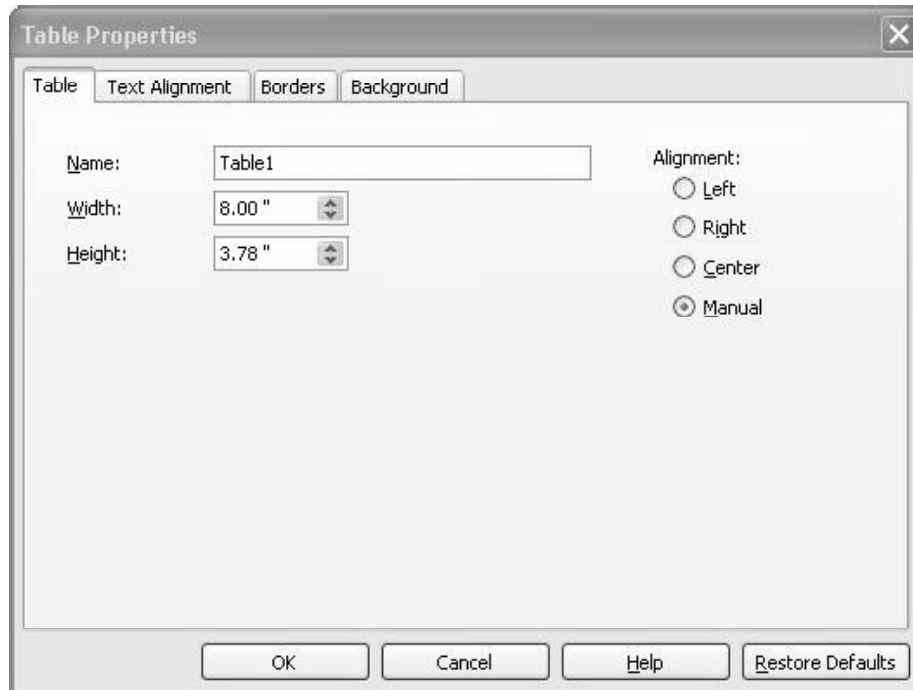 Table Properties
Table Text Alignment Borders Background
Name: Table1
Width: 8.00 "
Height: 3.78 "
Alignment:
Left
Right
Center
Manual
OK Cancel Help Restore Defaults